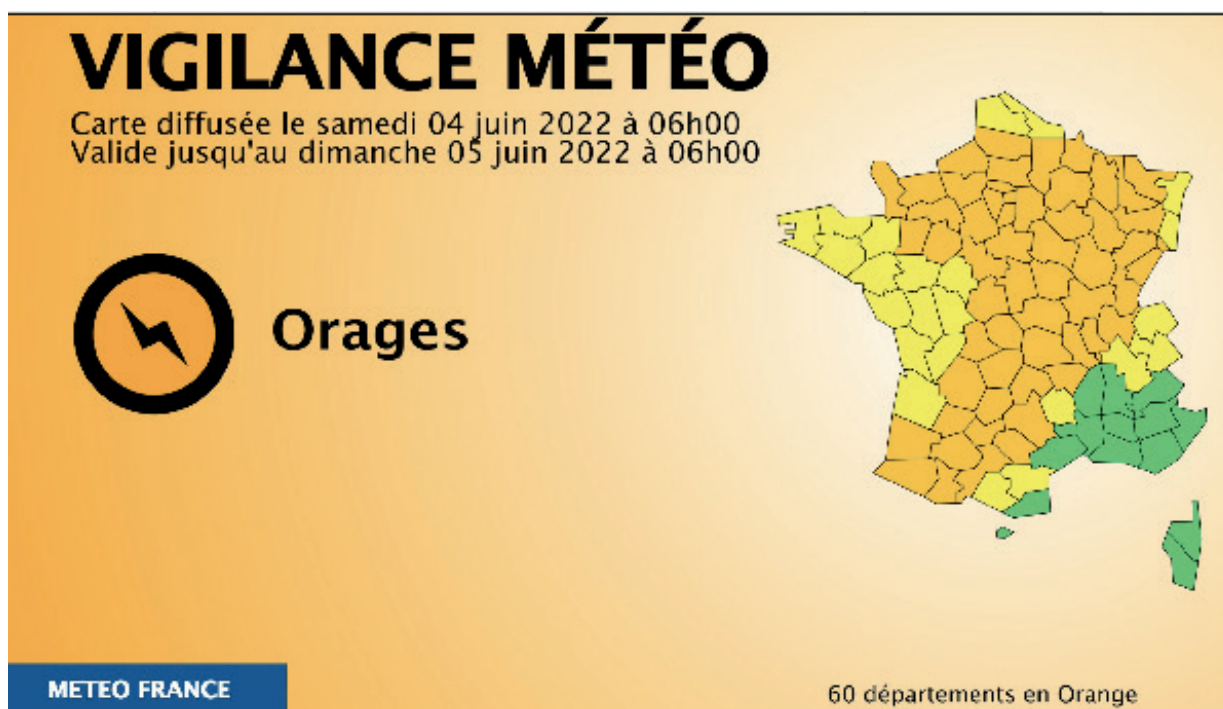 VIGILANCE MÉTÉO
Carte diffusée le samedi 04 juin 2022 à 06h00
Valide jusqu'au dimanche 05 juin 2022 à 06h00
Orages
METEO FRANCE
60 départements en Orange